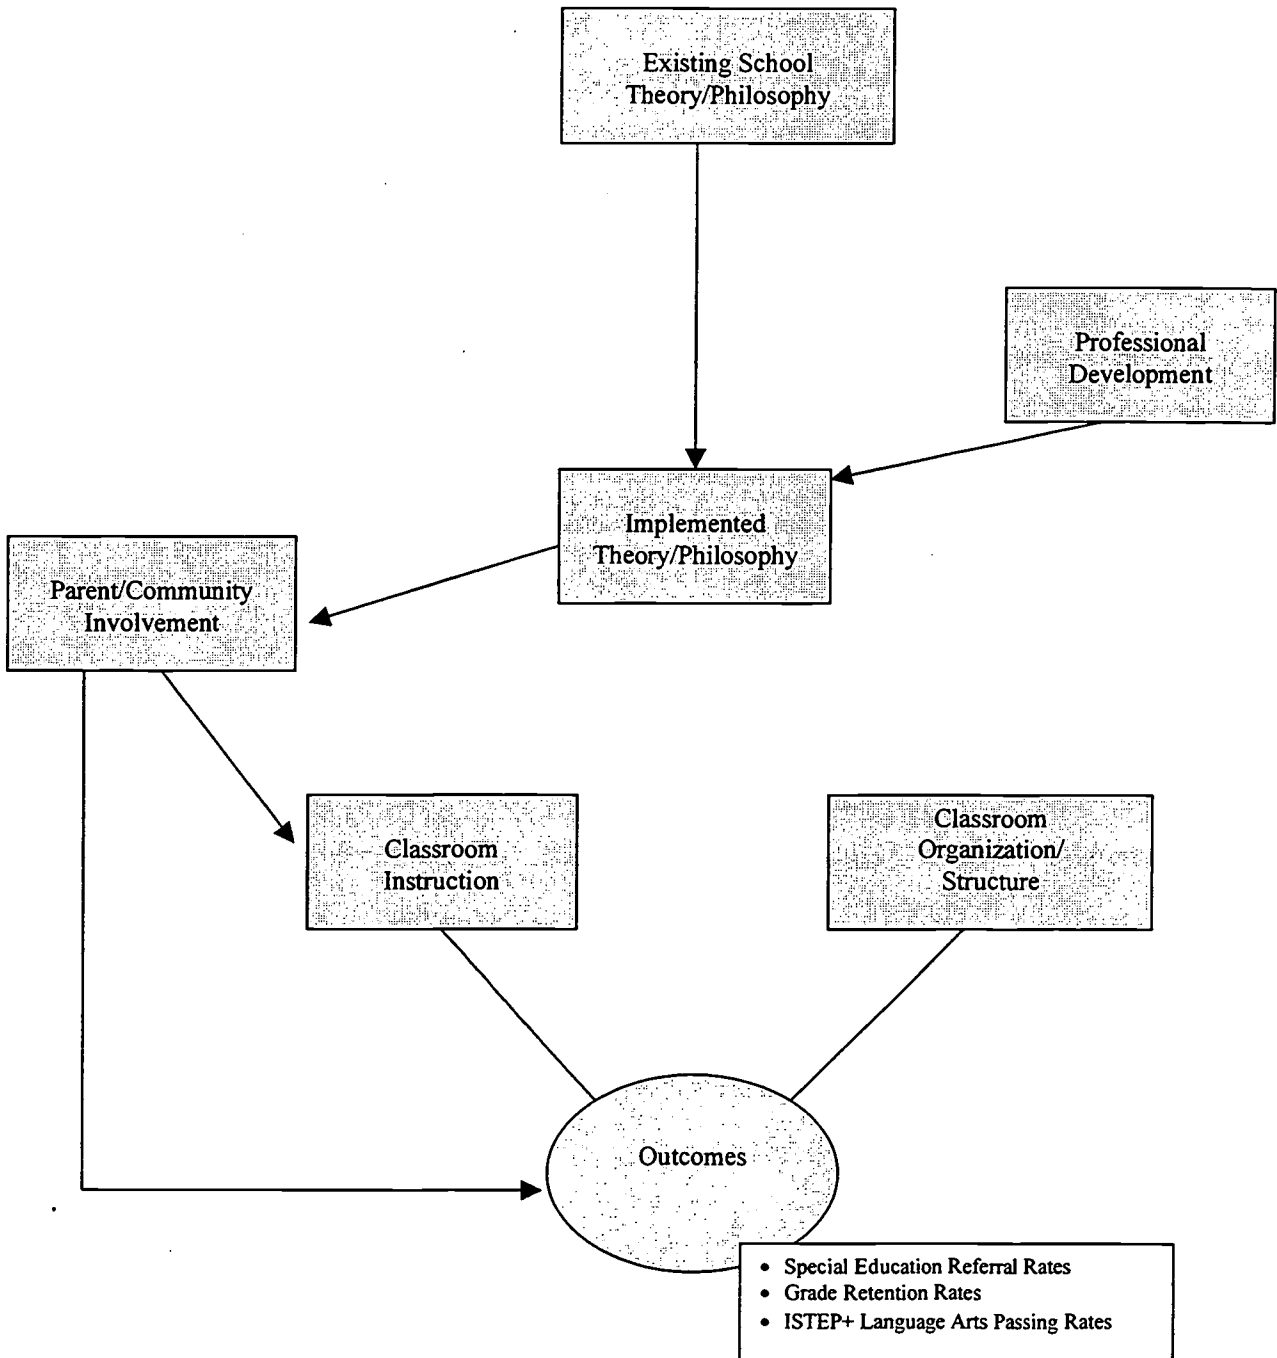 Existing School
Theory/Philosophy
Professional
Development
Implemented
Theory/Philosophy
Parent/Community
Involvement
Classroom
Instruction
Classroom
Organization/
Structure
Outcomes
• Special Education Referral Rates
• Grade Retention Rates
• ISTEP+ Language Arts Passing Rates